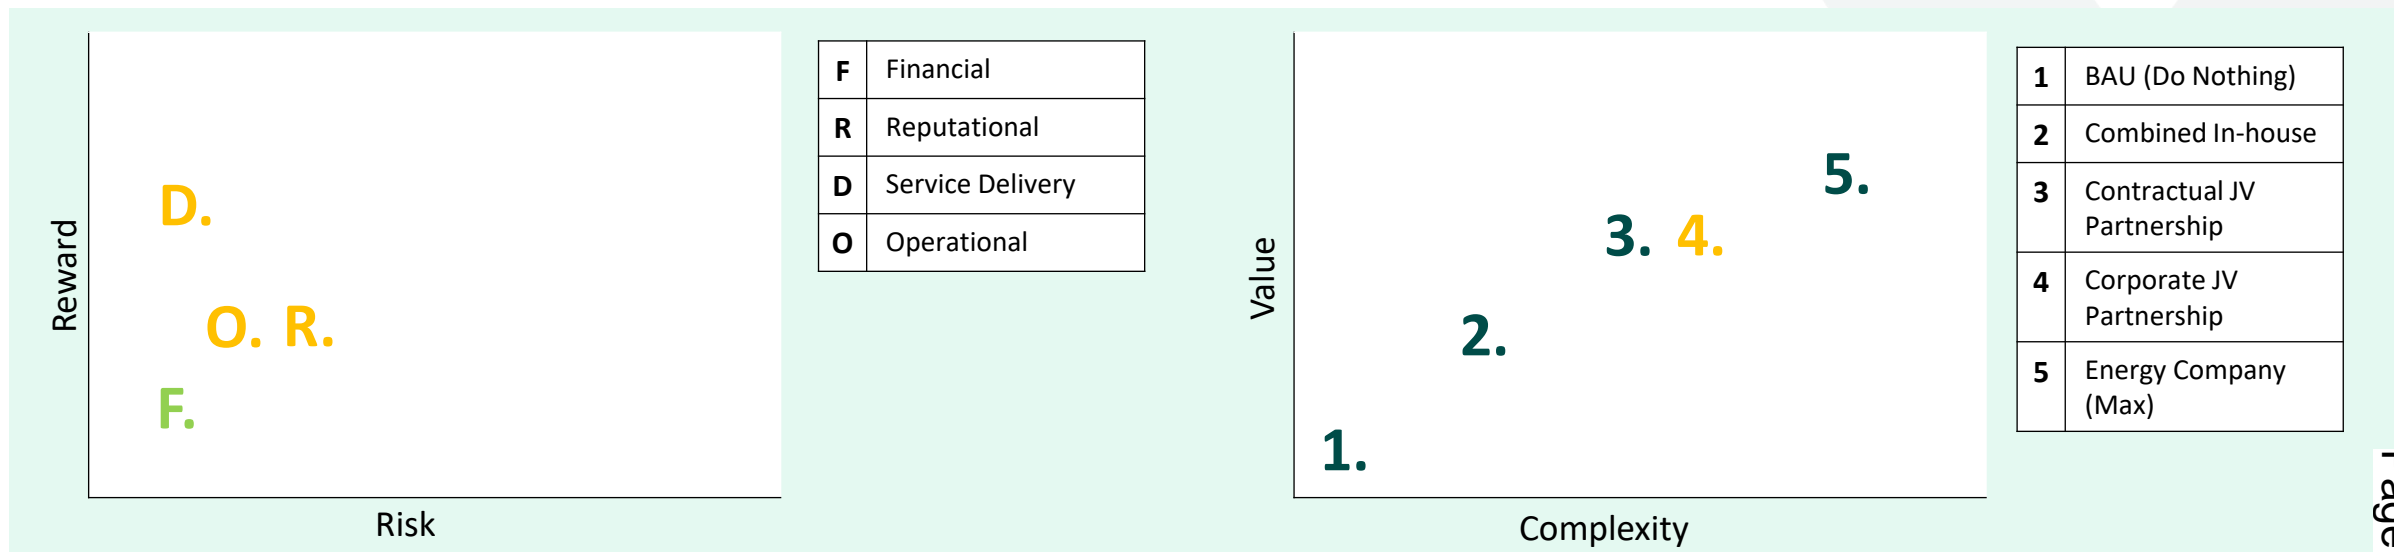 Reward
D.
O. R.
F.
Risk
F Financial
R Reputational
D Service Delivery
O Operational
Value
5.
3. 4.
2.
1.
Complexity
1 BAU (Do Nothing)
2 Combined In-house
3 Contractual JV
Partnership
4 Corporate JV
Partnership
5 Energy Company
(Max)
Page